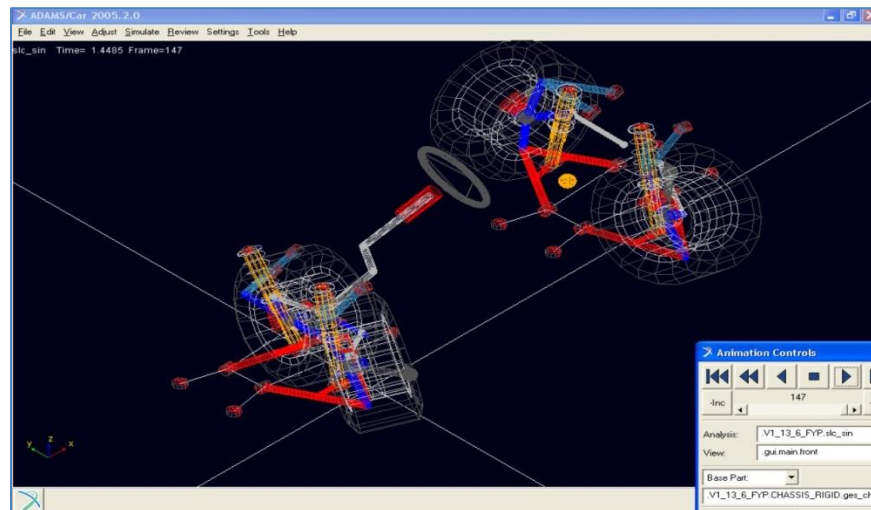 ADAMS/Car 2005.2.0
File Edit View Adjust Simulate Review Settings Tools Help
slc_sin Time= 1.4485 Frame=147
Animation Controls
-Inc 147
Analysis: .V1_13_6_FYP.slc_sin
View: .gui.main.front
Base Part:
.V1_13_6_FYP.CHASSIS_RIGID.ges_ch
y z x